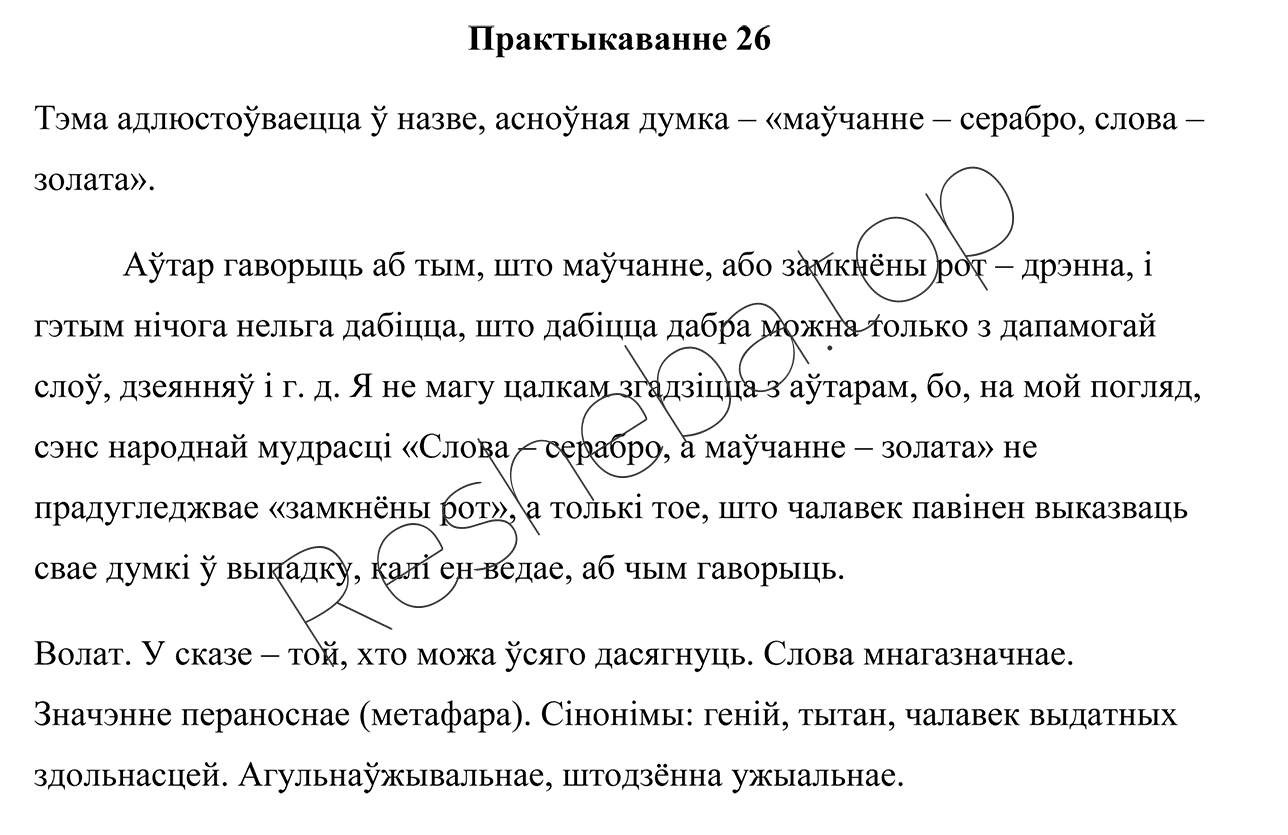 Практыкаванне 26
Тэма адлюстоўваецца ў назве, асноўная думка – «маўчанне – серабро, слова –
золата».
Аўтар гаворыць аб тым, што маўчанне, або замкнёны рот – дрэнна, і
гэтым нічога нельга дабіцца, што дабіцца дабра можна только з дапамогай
слоў, дзеянняў і г. д. Я не магу цалкам згадзіцца з аўтарам, бо, на мой погляд,
сэнс народнай мудрасці «Слова – серабро, а маўчанне – золата» не
прадугледжвае «замкнёны рот», а толькі тое, што чалавек павінен выказваць
свае думкі ў выпадку, калі ен ведае, аб чым гаворыць.
Волат. У сказе – той, хто можа ўсяго дасягнуць. Слова мнагазначнае.
Значэнне пераноснае (метафара). Сінонімы: геній, тытан, чалавек выдатных
здольнасцей. Агульнаўжывальнае, штодзённа ужыальнае.
Resheba.top